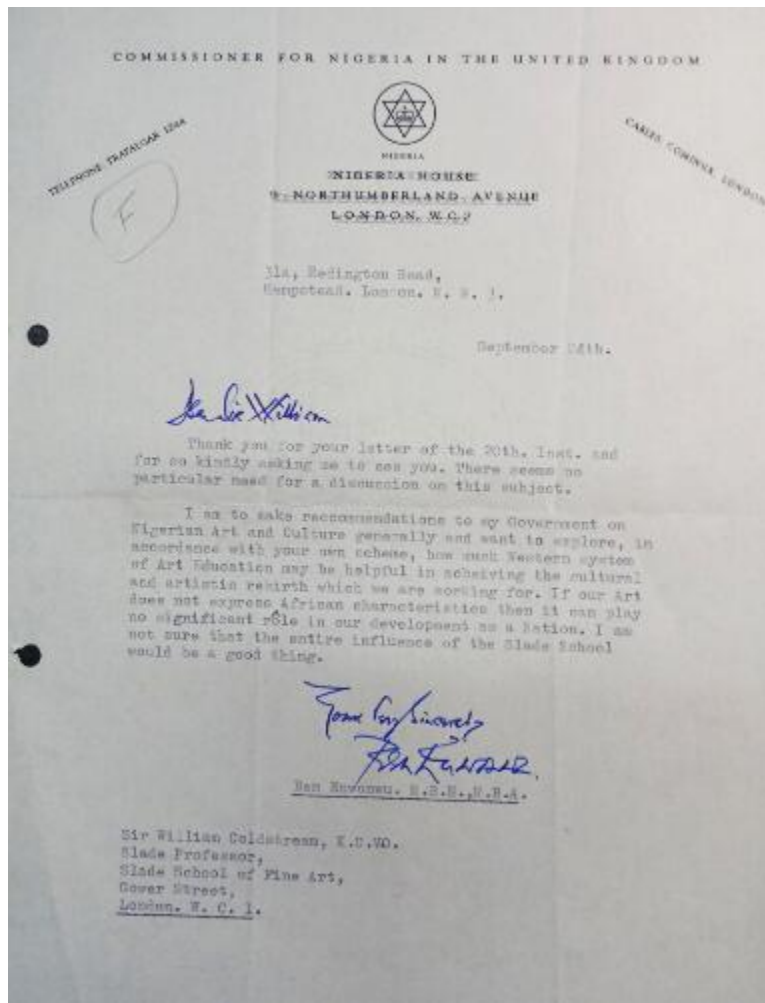 COMMISSIONER FOR NIGERIA IN THE UNITED KINGDOM
TELEPHONE TRAFALGAR 1244
CABLES COMINUK, LONDON
NIGERIA
NIGERIA HOUSE
9, NORTHUMBERLAND AVENUE
LONDON, W.C.2
F
31a, Redington Road,
Hampstead. London. N. W. 3.
September 24th.
Dear Sir William
Thank you for your letter of the 20th. Inst. and
for so kindly asking me to see you. There seems no
particular need for a discussion on this subject.
I am to make reccommendations to my Government on
Nigerian Art and Culture generally and want to explore, in
accordance with your own scheme, how much Western system
of Art Education may be helpful in acheiving the cultural
and artistic rebirth which we are working for. If our Art
does not express African characteristics then it can play
no significant rôle in our development as a Nation. I am
not sure that the entire influence of the Slade School
would be a good thing.
Yours Very Sincerely
Ben Enwonwu.
Ben Enwonwu. M.B.E.,
Sir William Coldstream, K.C.VO.
Slade Professor,
Slade School of Fine Art,
Gower Street,
London. W. C. 1.